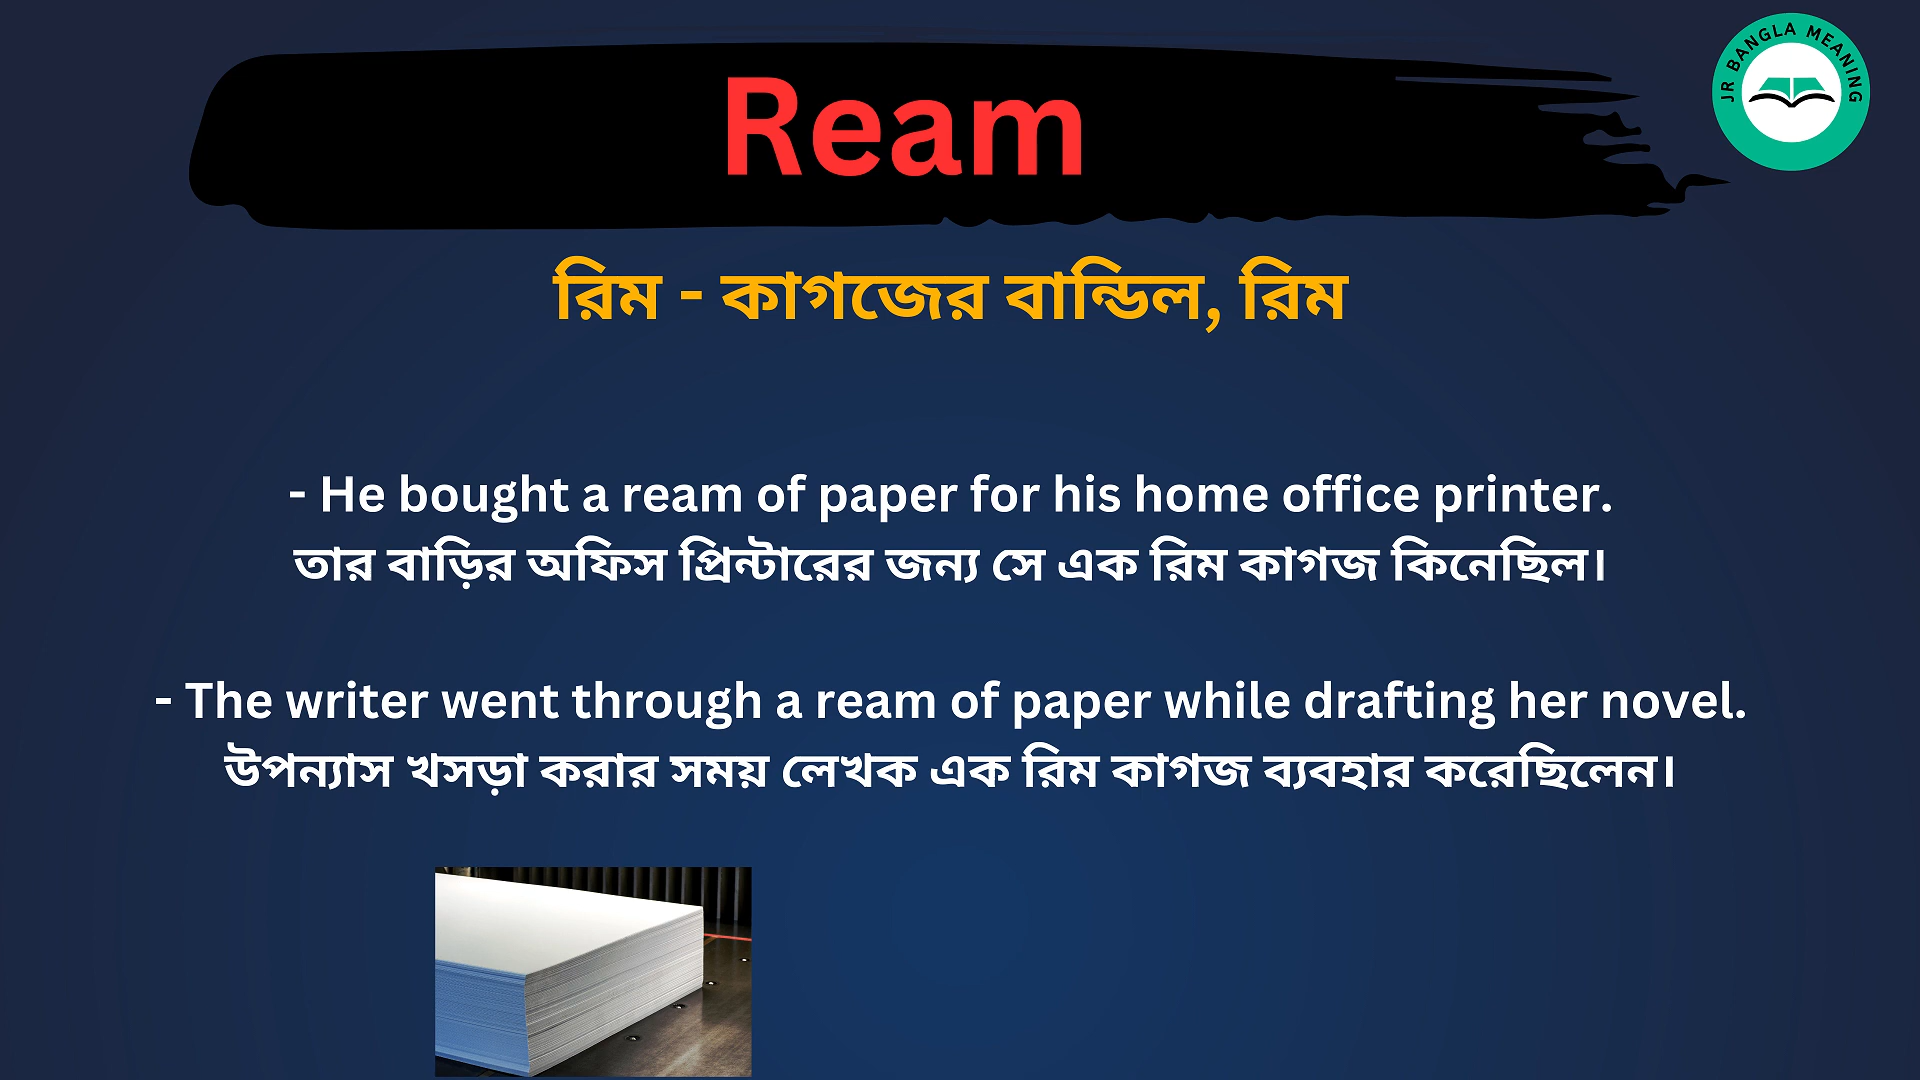 Ream
JR BANGLA MEANING
রিম - কাগজের বান্ডিল, রিম
- He bought a ream of paper for his home office printer.
তার বাড়ির অফিস প্রিন্টারের জন্য সে এক রিম কাগজ কিনেছিল।
- The writer went through a ream of paper while drafting her novel.
উপন্যাস খসড়া করার সময় লেখক এক রিম কাগজ ব্যবহার করেছিলেন।